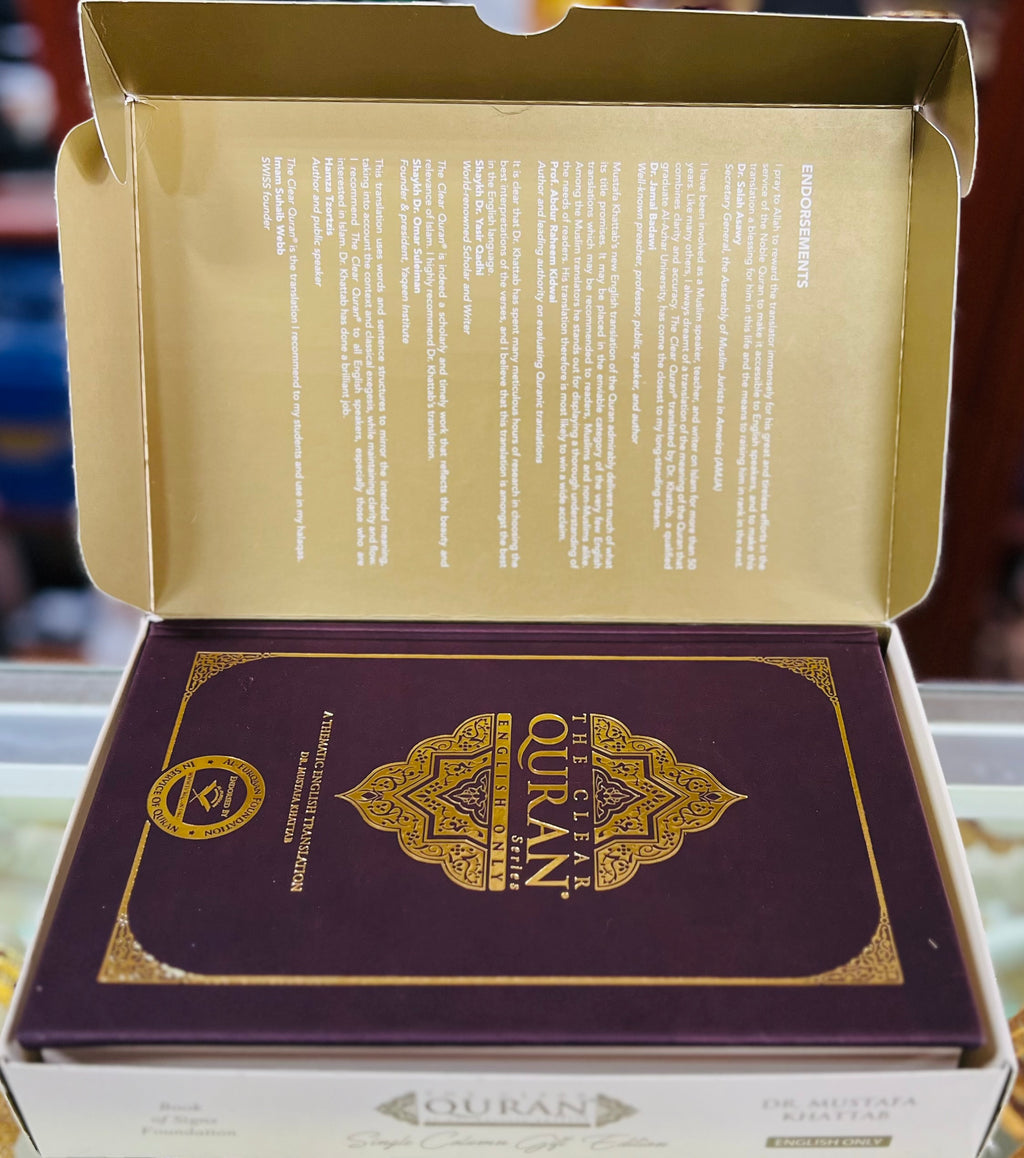 ENDORSEMENTS
I pray to Allah to reward the translator immensely for his great and tireless efforts in the
service of the Noble Quran to make it accessible to English speakers, and to make this
translation a blessing for him in this life and the means to raising him in rank in the next.
Dr. Salah Assawy
Secretary General, the Assembly of Muslim Jurists in America (AMJA)
I have been involved as a Muslim speaker, teacher, and writer on Islam for more than 50
years. Like many others, I always dreamt of a translation of the meaning of the Quran that
combines clarity and accuracy. The Clear Quran® translated by Dr. Khattab, a qualified
graduate Al-Azhar University, has come the closest to my long-standing dream.
Dr. Jamal Badawi
Well-known preacher, professor, public speaker, and author
Mustafa Khattab's new English translation of the Quran admirably delivers much of what
its title promises. It may be placed in the enviable category of the very few English
translations which may be recommended to readers, Muslims and non-Muslims alike.
Among the Muslim translators he stands out for displaying a thorough understanding of
the needs of readers. His translation therefore is most likely to win a wide acclaim.
Prof. Abdur Raheem Kidwai
Author and leading authority on evaluating Quranic translations
It is clear that Dr. Khattab has spent many meticulous hours of research in choosing the
best interpretations of the verses, and I believe that this translation is amongst the best
in the English language.
Shaykh Dr. Yasir Qadhi
World-renowned Scholar and Writer
The Clear Quran® is indeed a scholarly and timely work that reflects the beauty and
relevance of Islam. I highly recommend Dr. Khattab's translation.
Shaykh Dr. Omar Suleiman
Founder & president, Yaqeen Institute
This translation uses words and sentence structures to mirror the intended meaning,
taking into account the context and classical exegesis, while maintaining clarity and flow.
I recommend The Clear Quran® to all English speakers, especially those who are
interested in Islam. Dr. Khattab has done a brilliant job.
Hamza Tzortzis
Author and public speaker
The Clear Quran® is the translation I recommend to my students and use in my halaqas.
Imam Suhaib Webb
SWISS founder
THE CLEAR
QURAN®
Series
ENGLISH ONLY
A THEMATIC ENGLISH TRANSLATION
DR. MUSTAFA KHATTAB
AL-FURQAAN FOUNDATION
ENDORSED BY
IN SERVICE OF QURAN
Book
of Signs
Foundation
QURAN
Single Column Gift Edition
DR. MUSTAFA
KHATTAB
ENGLISH ONLY